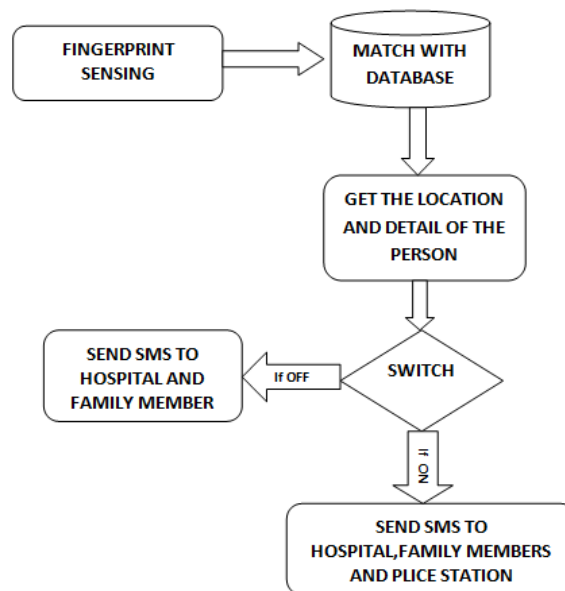 FINGERPRINT
SENSING
MATCH WITH
DATABASE
GET THE LOCATION
AND DETAIL OF THE
PERSON
SWITCH
If OFF
SEND SMS TO
HOSPITAL AND
FAMILY MEMBER
If ON
SEND SMS TO
HOSPITAL,FAMILY MEMBERS
AND PLICE STATION